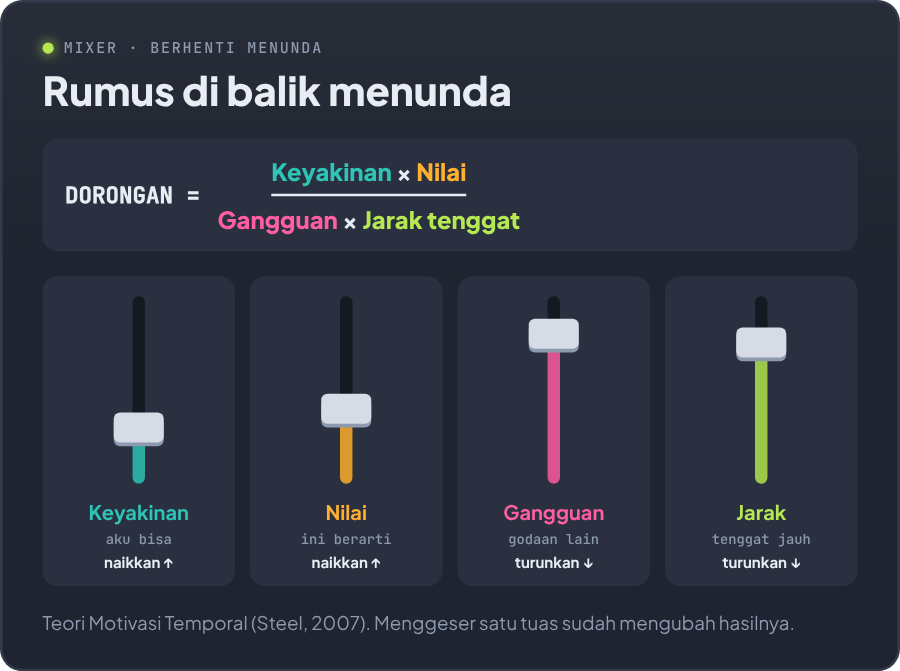 MIXER · BERHENTI MENUNDA
Rumus di balik menunda
DORONGAN =
Keyakinan × Nilai
Gangguan × Jarak tenggat
Keyakinan
aku bisa
naikkan ↑
Nilai
ini berarti
naikkan ↑
Gangguan
godaan lain
turunkan ↓
Jarak
tenggat jauh
turunkan ↓
Teori Motivasi Temporal (Steel, 2007). Menggeser satu tuas sudah mengubah hasilnya.